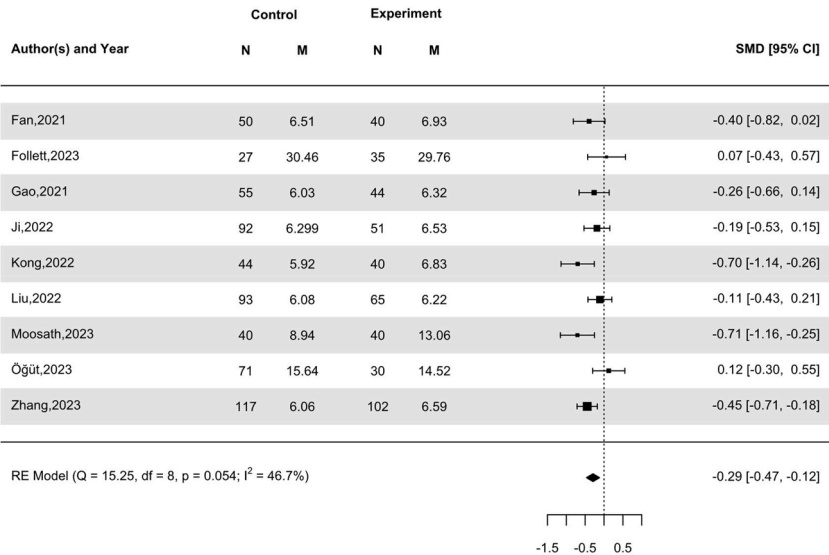 Control Experiment
Author(s) and Year N M N M SMD [95% CI]
Fan,2021 50 6.51 40 6.93 -0.40 [-0.82, 0.02]
Follett,2023 27 30.46 35 29.76 0.07 [-0.43, 0.57]
Gao,2021 55 6.03 44 6.32 -0.26 [-0.66, 0.14]
Ji,2022 92 6.299 51 6.53 -0.19 [-0.53, 0.15]
Kong,2022 44 5.92 40 6.83 -0.70 [-1.14, -0.26]
Liu,2022 93 6.08 65 6.22 -0.11 [-0.43, 0.21]
Moosath,2023 40 8.94 40 13.06 -0.71 [-1.16, -0.25]
Öğüt,2023 71 15.64 30 14.52 0.12 [-0.30, 0.55]
Zhang,2023 117 6.06 102 6.59 -0.45 [-0.71, -0.18]
RE Model (Q = 15.25, df = 8, p = 0.054; I² = 46.7%) -0.29 [-0.47, -0.12]
-1.5 -0.5 0.5